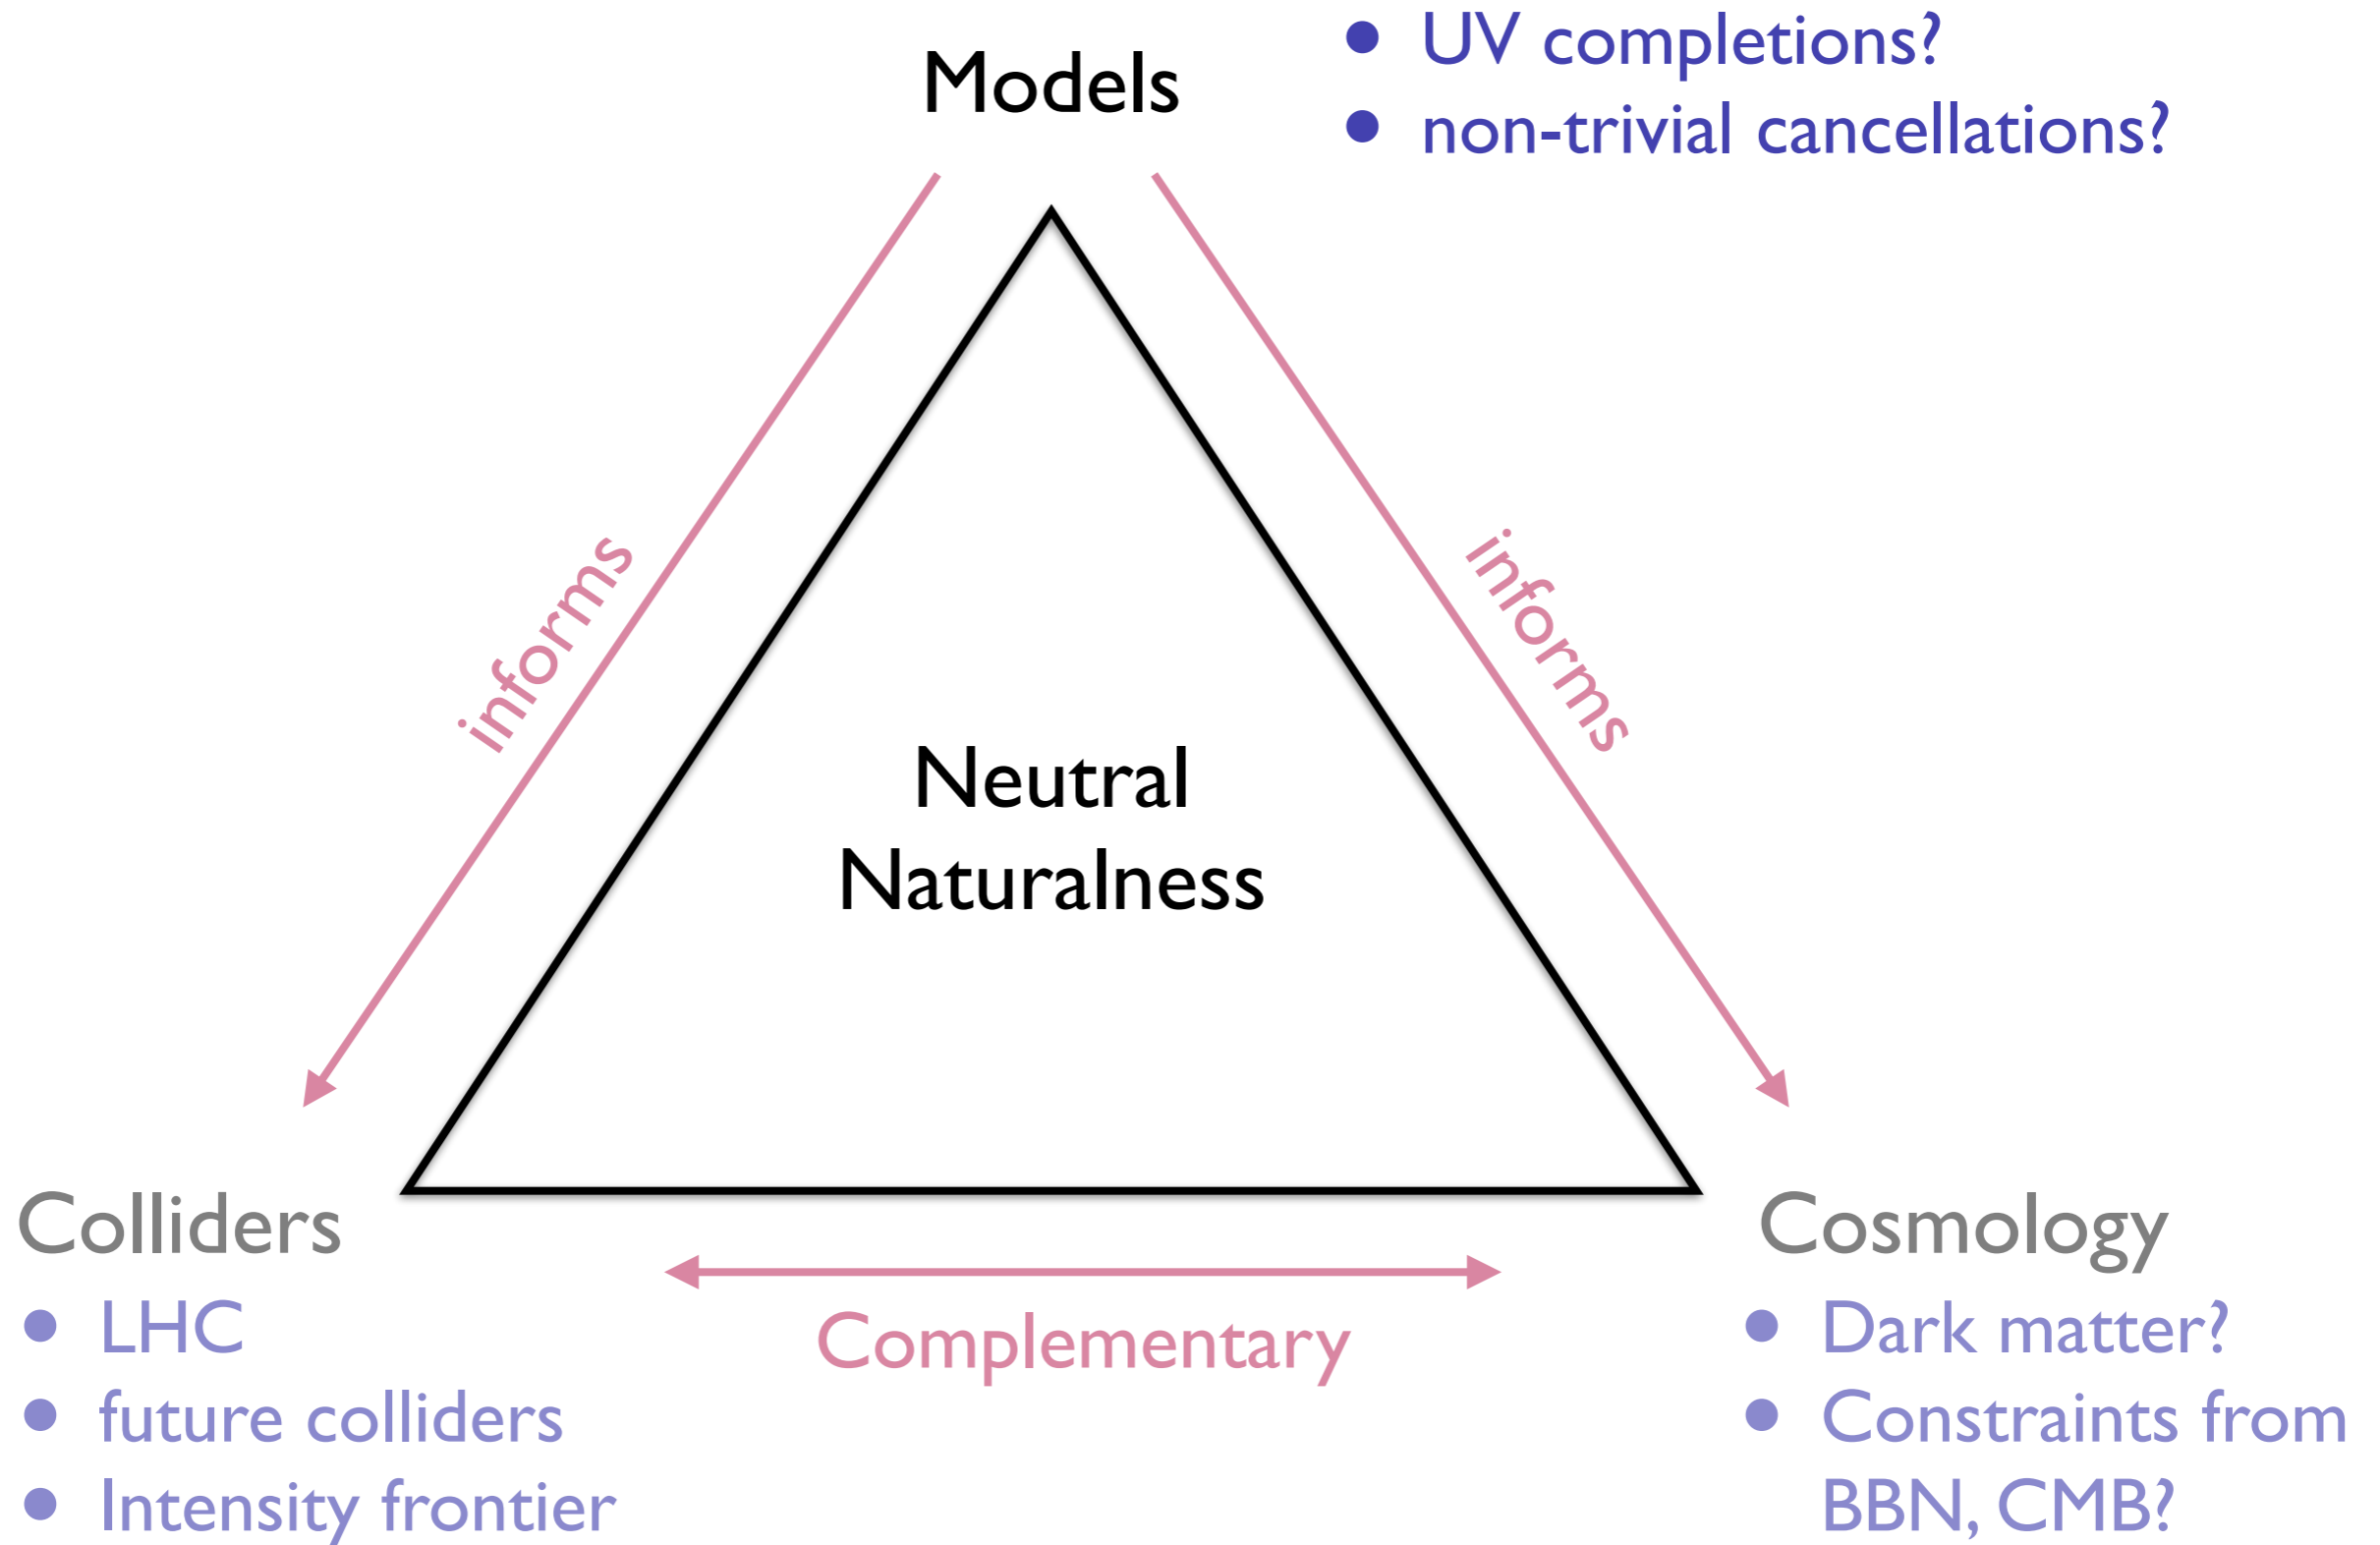 Models
• UV completions?
• non-trivial cancellations?
informs
informs
Neutral
Naturalness
Colliders
• LHC
• future colliders
• Intensity frontier
Complementary
Cosmology
• Dark matter?
• Constraints from
BBN, CMB?